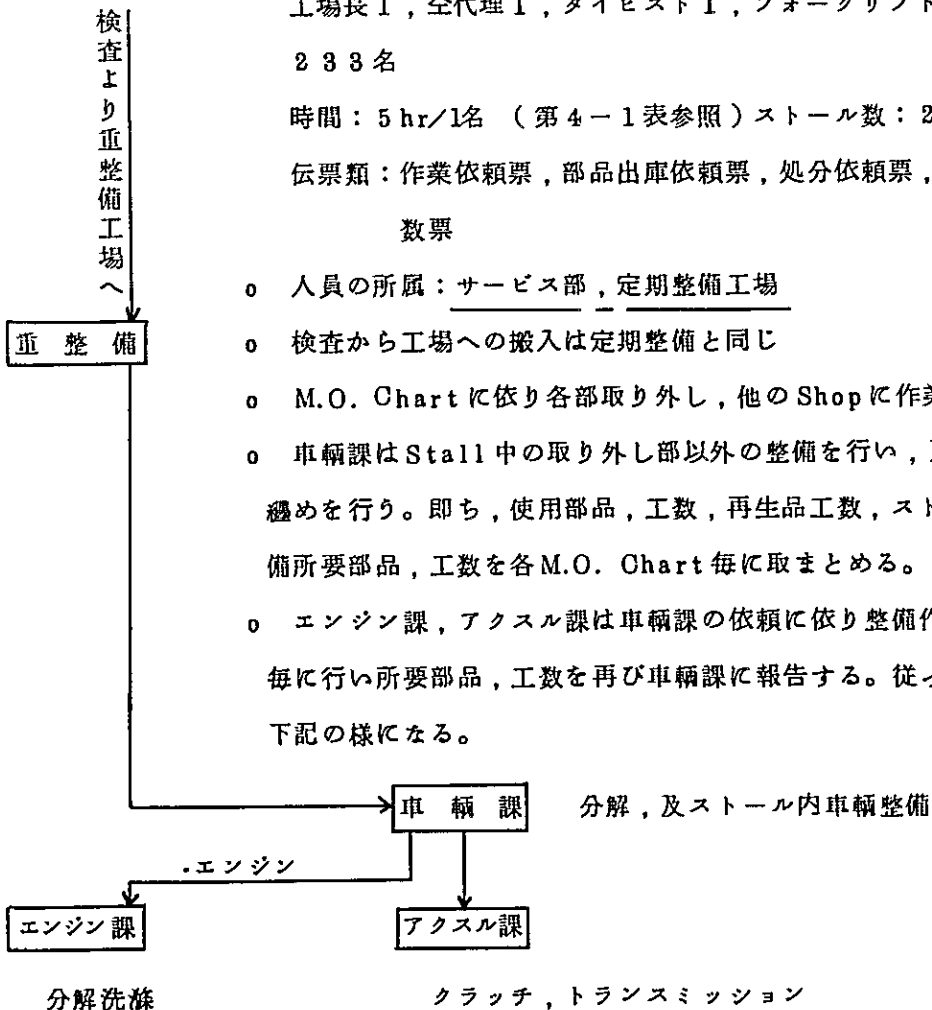 工場長1,全代理1,タイピスト1,フォークリフト
233名
時間:5hr/1名 (第4-1表参照)ストール数:2
伝票類:作業依頼票,部品出庫依頼票,処分依頼票,
数票
検査より重整備工場へ
o 人員の所属:サービス部,定期整備工場
重整備
o 検査から工場への搬入は定期整備と同じ
o M.O. Chartに依り各部取り外し,他のShopに作業
o 車輌課はStall中の取り外し部以外の整備を行い,
纏めを行う。即ち,使用部品,工数,再生品工数,スト
備所要部品,工数を各M.O. Chart毎に取まとめる。
o エンジン課,アクスル課は車輌課の依頼に依り整備作
毎に行い所要部品,工数を再び車輌課に報告する。従っ
下記の様になる。
車輌課 分解,及ストール内車輌整備
・エンジン
エンジン課 アクスル課
分解洗滌 クラッチ,トランスミッション